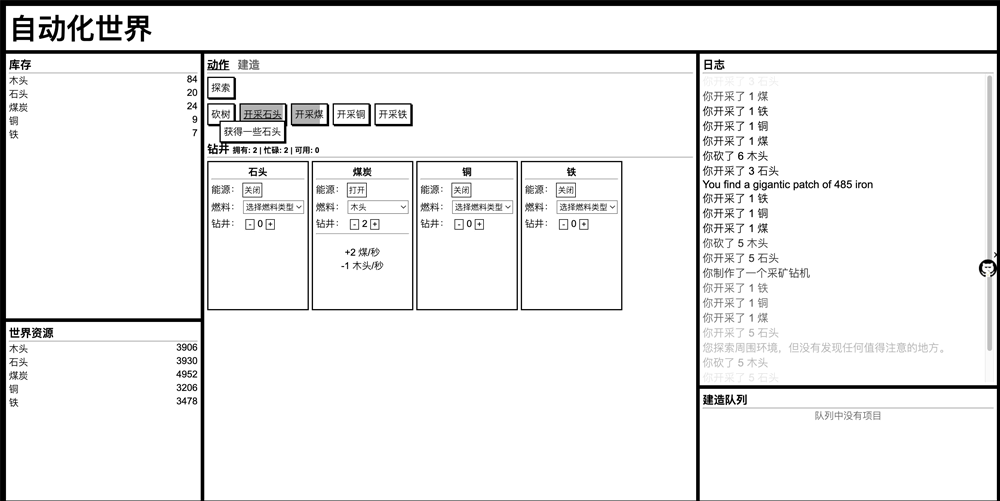 自动化世界
库存
木头 84
石头 20
煤炭 24
铜 9
铁 7
世界资源
木头 3906
石头 3930
煤炭 4952
铜 3206
铁 3478
动作 建造
探索
砍树 开采石头 开采煤 开采铜 开采铁
获得一些石头
钻井 拥有: 2 | 忙碌: 2 | 可用: 0
石头
能源: 关闭
燃料: 选择燃料类型
钻井: - 0 +
煤炭
能源: 打开
燃料: 木头
钻井: - 2 +
+2 煤/秒
-1 木头/秒
铜
能源: 关闭
燃料: 选择燃料类型
钻井: - 0 +
铁
能源: 关闭
燃料: 选择燃料类型
钻井: - 0 +
日志
你开采了 3 石头
你开采了 1 煤
你开采了 1 铁
你开采了 1 铜
你开采了 1 煤
你砍了 6 木头
你开采了 3 石头
You find a gigantic patch of 485 iron
你开采了 1 铁
你开采了 1 铜
你开采了 1 煤
你砍了 5 木头
你开采了 5 石头
你制作了一个采矿钻机
你开采了 1 铁
你开采了 1 铜
你开采了 1 煤
你开采了 5 石头
您探索周围环境，但没有发现任何值得注意的地方。
你砍了 5 木头
你开采了 5 石头
建造队列
队列中没有项目